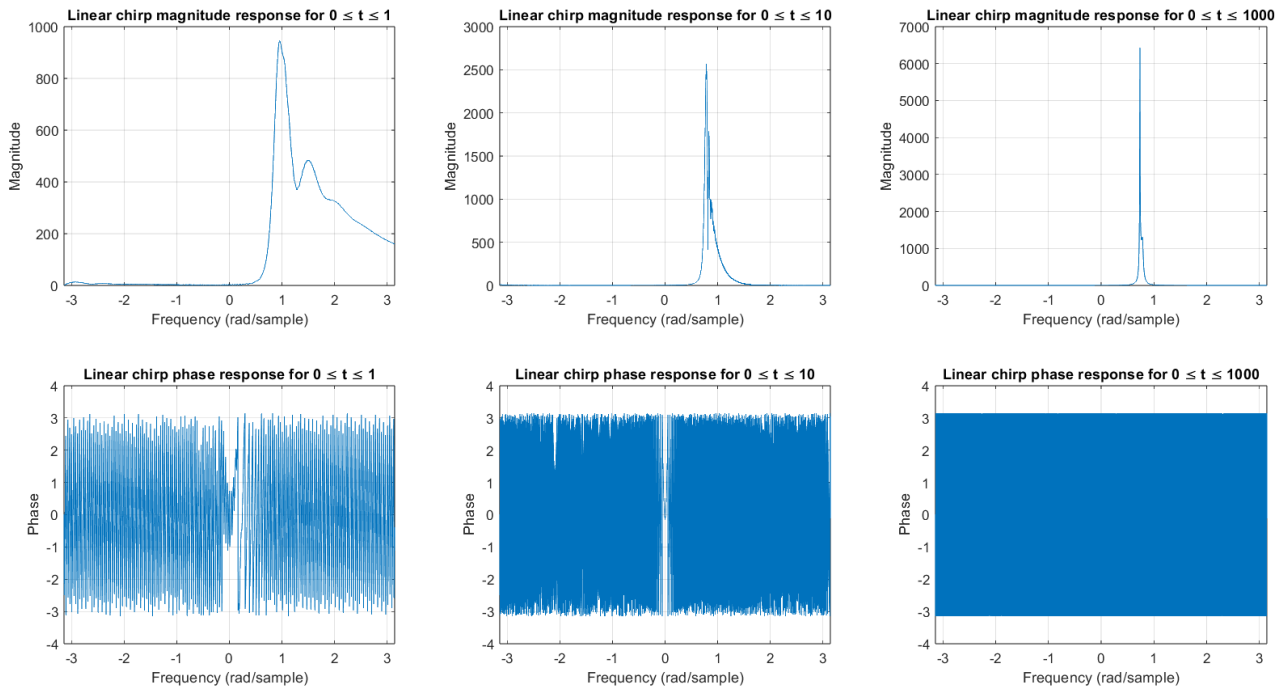 Linear chirp magnitude response for 0 ≤ t ≤ 1
1000
800
600
400
200
0
Magnitude
-3 -2 -1 0 1 2 3
Frequency (rad/sample)
Linear chirp magnitude response for 0 ≤ t ≤ 10
3000
2500
2000
1500
1000
500
0
Magnitude
-3 -2 -1 0 1 2 3
Frequency (rad/sample)
Linear chirp magnitude response for 0 ≤ t ≤ 1000
7000
6000
5000
4000
3000
2000
1000
0
Magnitude
-3 -2 -1 0 1 2 3
Frequency (rad/sample)
Linear chirp phase response for 0 ≤ t ≤ 1
4
3
2
1
0
-1
-2
-3
-4
Phase
-3 -2 -1 0 1 2 3
Frequency (rad/sample)
Linear chirp phase response for 0 ≤ t ≤ 10
4
3
2
1
0
-1
-2
-3
-4
Phase
-3 -2 -1 0 1 2 3
Frequency (rad/sample)
Linear chirp phase response for 0 ≤ t ≤ 1000
4
3
2
1
0
-1
-2
-3
-4
Phase
-3 -2 -1 0 1 2 3
Frequency (rad/sample)